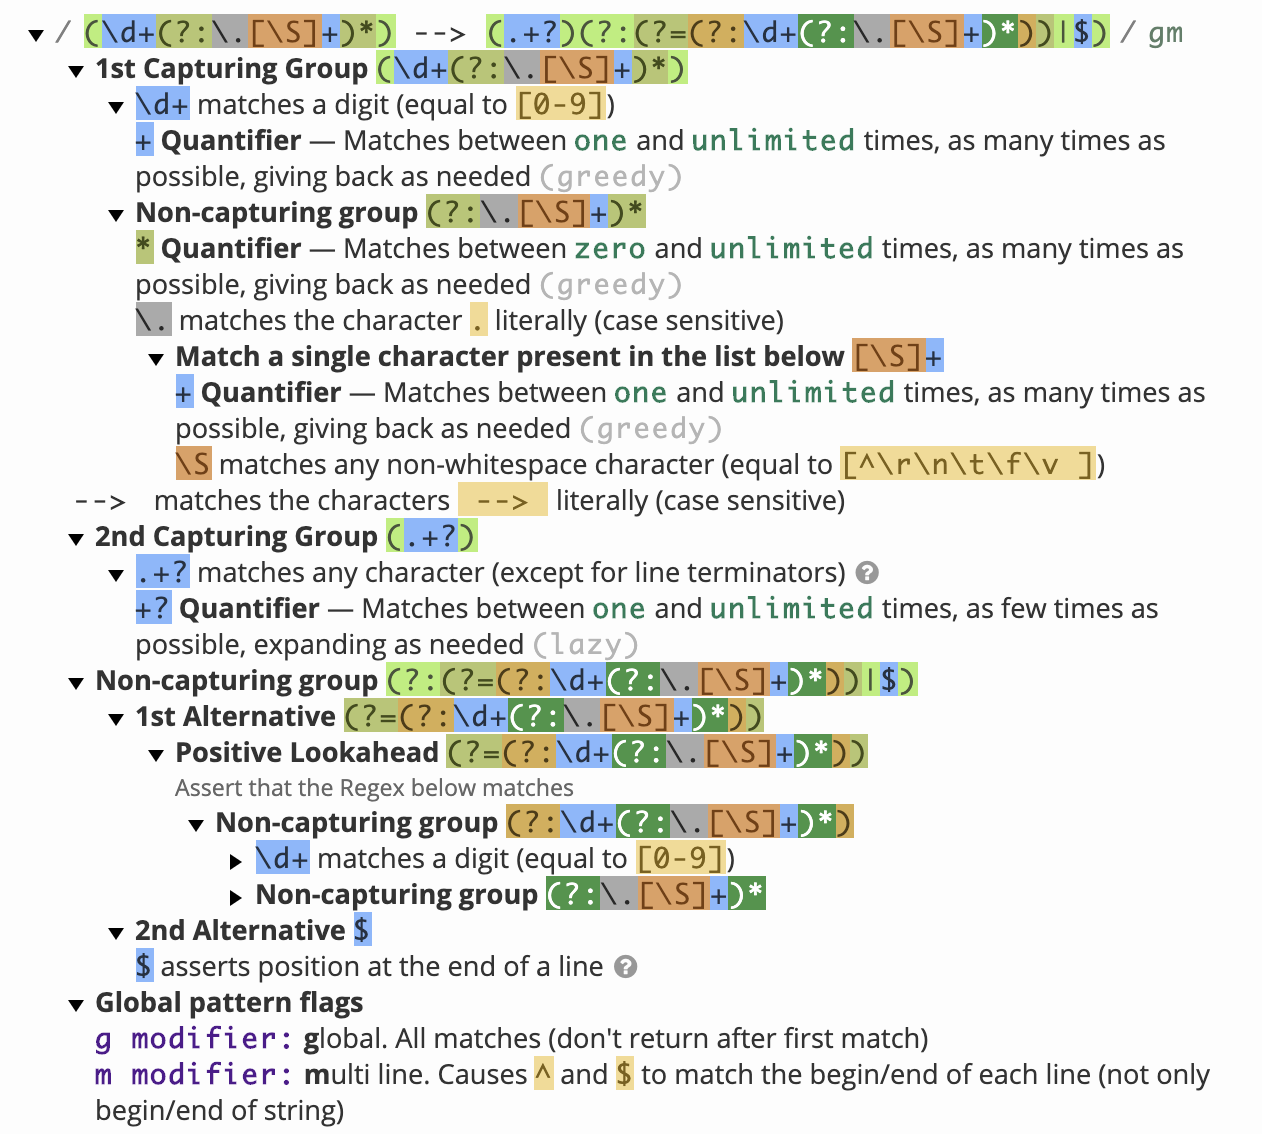 / (\d+(?:\.[\S]+)*) --> (.+?)(?:(?=(?:\d+(?:\.[\S]+)*))|$) / gm
1st Capturing Group (\d+(?:\.[\S]+)*)
\d+ matches a digit (equal to [0-9])
+ Quantifier — Matches between one and unlimited times, as many times as
possible, giving back as needed (greedy)
Non-capturing group (?:\.[\S]+)*
* Quantifier — Matches between zero and unlimited times, as many times as
possible, giving back as needed (greedy)
\. matches the character . literally (case sensitive)
Match a single character present in the list below [\S]+
+ Quantifier — Matches between one and unlimited times, as many times as
possible, giving back as needed (greedy)
\S matches any non-whitespace character (equal to [^\r\n\t\f\v ])
--> matches the characters --> literally (case sensitive)
2nd Capturing Group (.+?)
.+? matches any character (except for line terminators) ?
+? Quantifier — Matches between one and unlimited times, as few times as
possible, expanding as needed (lazy)
Non-capturing group (?:(?=(?:\d+(?:\.[\S]+)*))|$)
1st Alternative (?=(?:\d+(?:\.[\S]+)*))
Positive Lookahead (?=(?:\d+(?:\.[\S]+)*))
Assert that the Regex below matches
Non-capturing group (?:\d+(?:\.[\S]+)*)
\d+ matches a digit (equal to [0-9])
Non-capturing group (?:\.[\S]+)*
2nd Alternative $
$ asserts position at the end of a line ?
Global pattern flags
g modifier: global. All matches (don't return after first match)
m modifier: multi line. Causes ^ and $ to match the begin/end of each line (not only
begin/end of string)